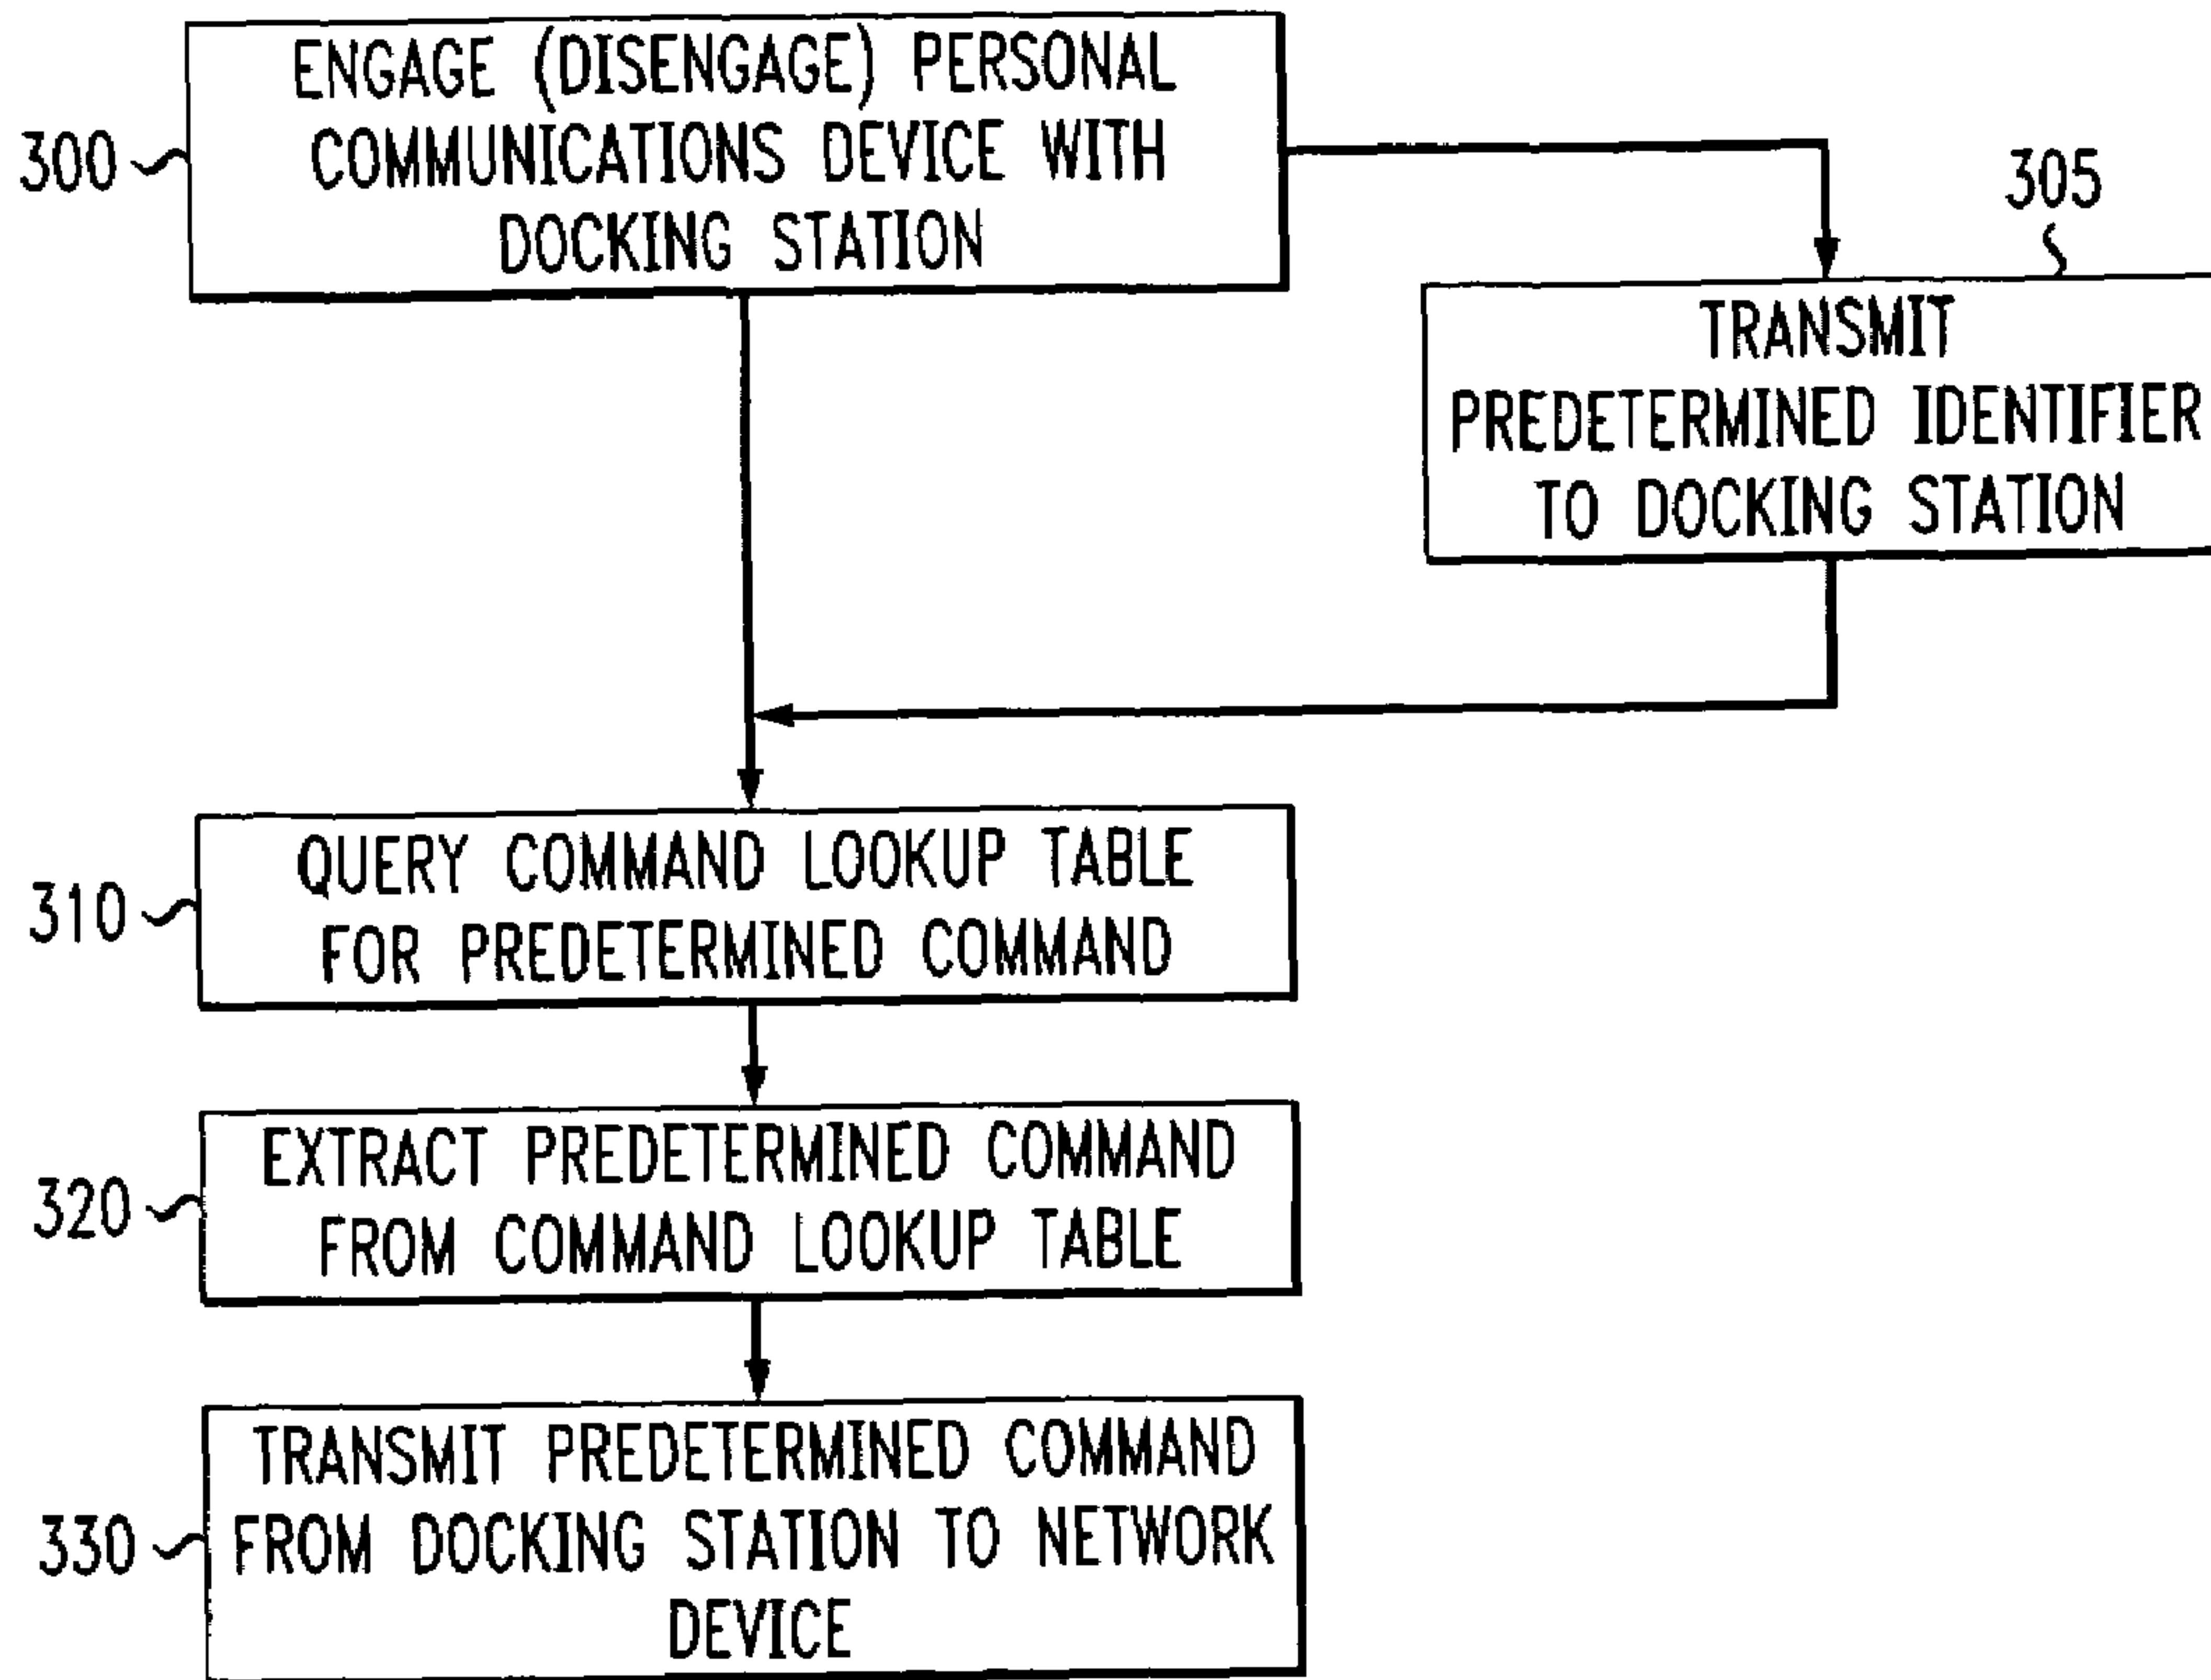 ENGAGE (DISENGAGE) PERSONAL
COMMUNICATIONS DEVICE WITH
DOCKING STATION
300
305
TRANSMIT
PREDETERMINED IDENTIFIER
TO DOCKING STATION
QUERY COMMAND LOOKUP TABLE
FOR PREDETERMINED COMMAND
310
EXTRACT PREDETERMINED COMMAND
FROM COMMAND LOOKUP TABLE
320
TRANSMIT PREDETERMINED COMMAND
FROM DOCKING STATION TO NETWORK
DEVICE
330